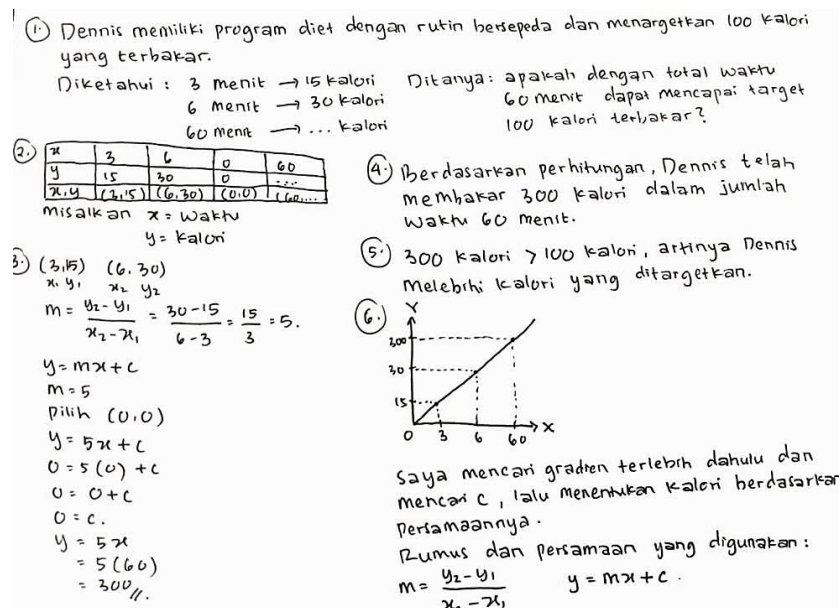 1. Dennis memiliki program diet dengan rutin bersepeda dan menargetkan 100 kalori
yang terbakar.
Diketahui : 3 menit → 15 kalori
6 menit → 30 kalori
60 menit → ... kalori
Ditanya: apakah dengan total waktu
60 menit dapat mencapai target
100 kalori terbakar?
2. x 3 6 0 60
y 15 30 0 ...
x,y (3,15) (6,30) (0,0) (60,...
misalkan x = waktu
y = kalori
3. (3,15) (6,30)
x₁ y₁ x₂ y₂
m = y₂-y₁ / x₂-x₁ = 30-15 / 6-3 = 15 / 3 = 5.
y = mx + c
m = 5
Pilih (0,0)
y = 5x + c
0 = 5(0) + c
0 = 0 + c
0 = c.
y = 5x
= 5(60)
= 300 //.
4. Berdasarkan perhitungan, Dennis telah
membakar 300 kalori dalam jumlah
waktu 60 menit.
5. 300 kalori > 100 kalori, artinya Dennis
melebihi kalori yang ditargetkan.
6. Y
300
30
15
0 3 6 60 X
Saya mencari gradien terlebih dahulu dan
mencari c, lalu menentukan kalori berdasarkan
persamaannya.
Rumus dan persamaan yang digunakan :
m = y₂-y₁ / x₂-x₁ y = mx + c.